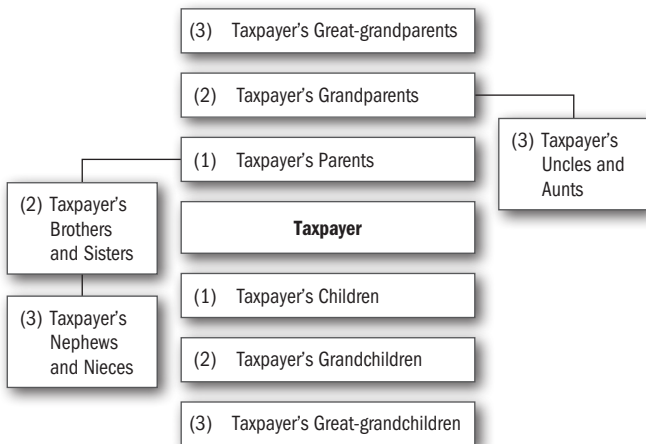 (3) Taxpayer's Great-grandparents
(2) Taxpayer's Grandparents
(3) Taxpayer's
Uncles and
Aunts
(1) Taxpayer's Parents
(2) Taxpayer's
Brothers
and Sisters
Taxpayer
(1) Taxpayer's Children
(3) Taxpayer's
Nephews
and Nieces
(2) Taxpayer's Grandchildren
(3) Taxpayer's Great-grandchildren